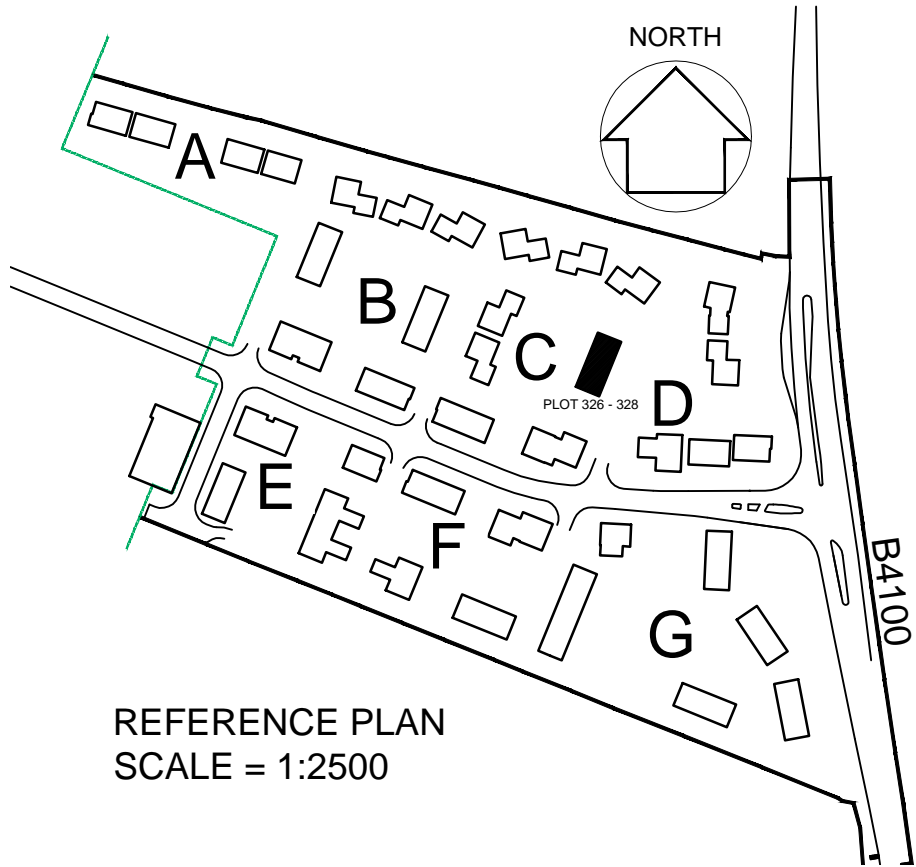 NORTH
A
B
C
PLOT 326 - 328
D
E
F
B4100
G
REFERENCE PLAN
SCALE = 1:2500